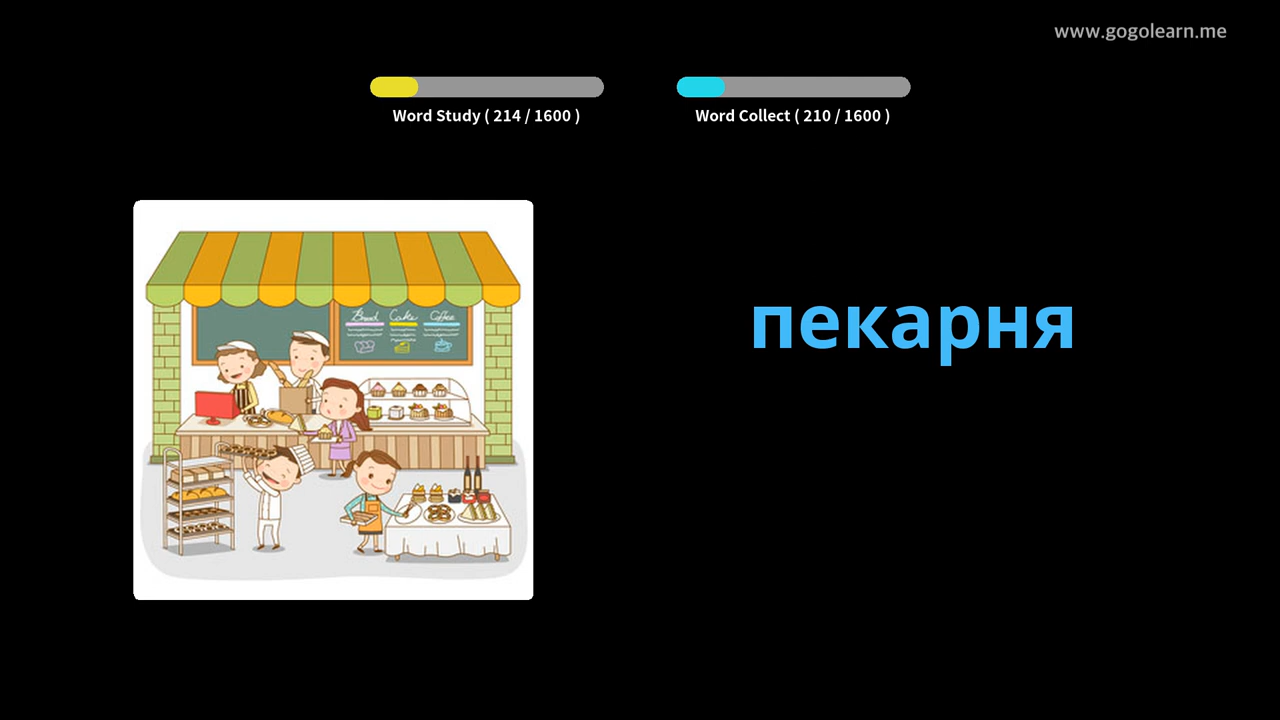 www.gogolearn.me
Word Study ( 214 / 1600 )
Word Collect ( 210 / 1600 )
Bread Cake Coffee
пекарня